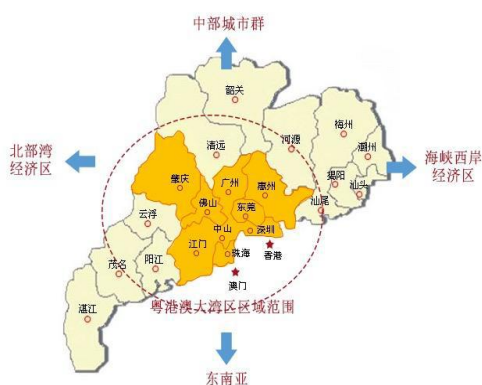 中部城市群
韶关
梅州
清远
河源
潮州
北部湾
经济区
海峡西岸
经济区
肇庆
广州
惠州
揭阳
汕头
佛山
东莞
汕尾
云浮
中山
深圳
江门
珠海
香港
茂名
阳江
澳门
粤港澳大湾区区域范围
湛江
东南亚